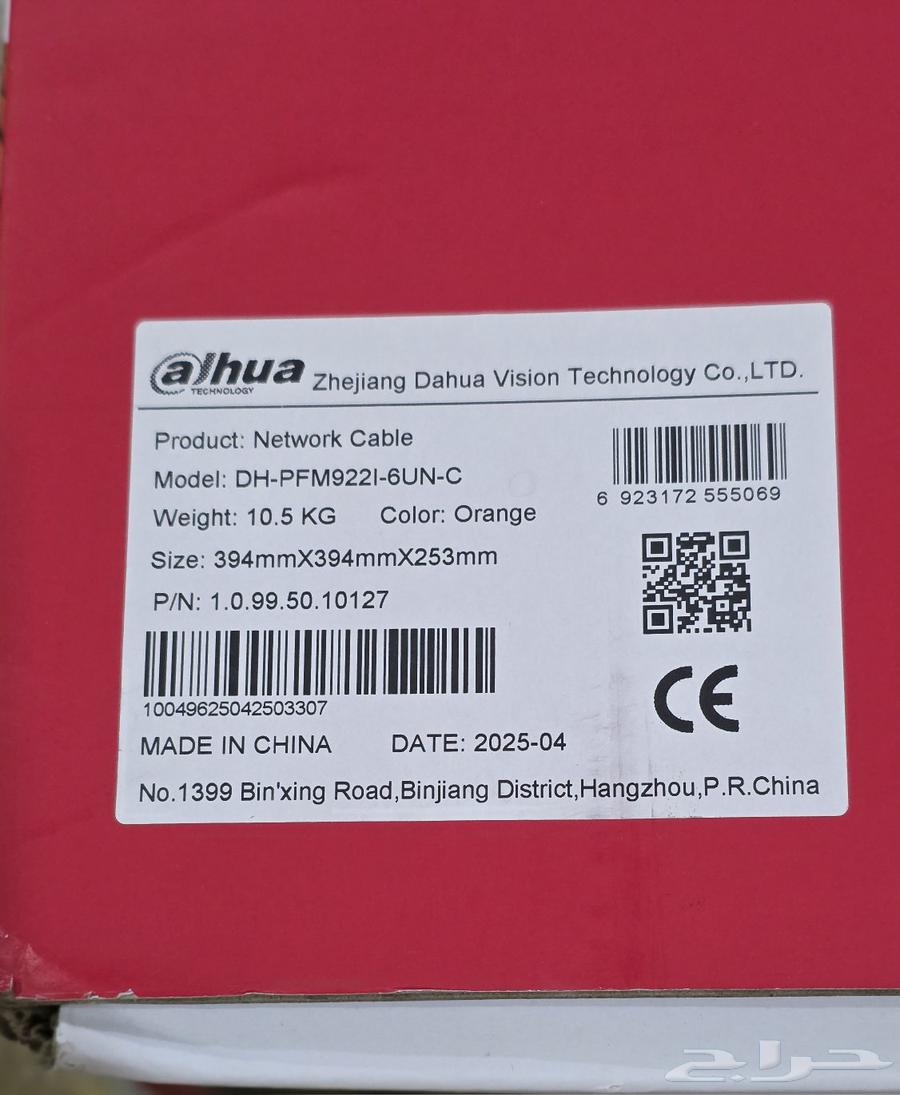 alhua
TECHNOLOGY
Zhejiang Dahua Vision Technology Co.,LTD.
Product: Network Cable
Model: DH-PFM922I-6UN-C
Weight: 10.5 KG Color: Orange
Size: 394mmX394mmX253mm
P/N: 1.0.99.50.10127
6 923172 555069
10049625042503307
CE
MADE IN CHINA DATE: 2025-04
No.1399 Bin'xing Road,Binjiang District,Hangzhou,P.R.China
حراج